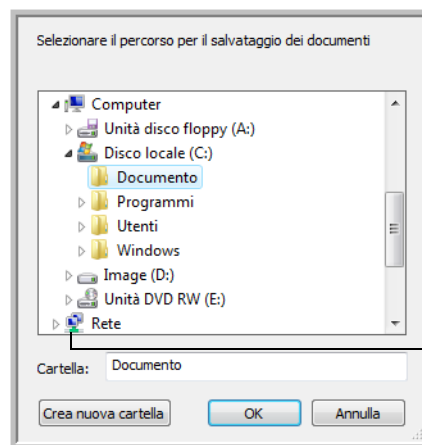 Selezionare il percorso per il salvataggio dei documenti
Computer
Unità disco floppy (A:)
Disco locale (C:)
Documento
Programmi
Utenti
Windows
Image (D:)
Unità DVD RW (E:)
Rete
Cartella: Documento
Crea nuova cartella OK Annulla